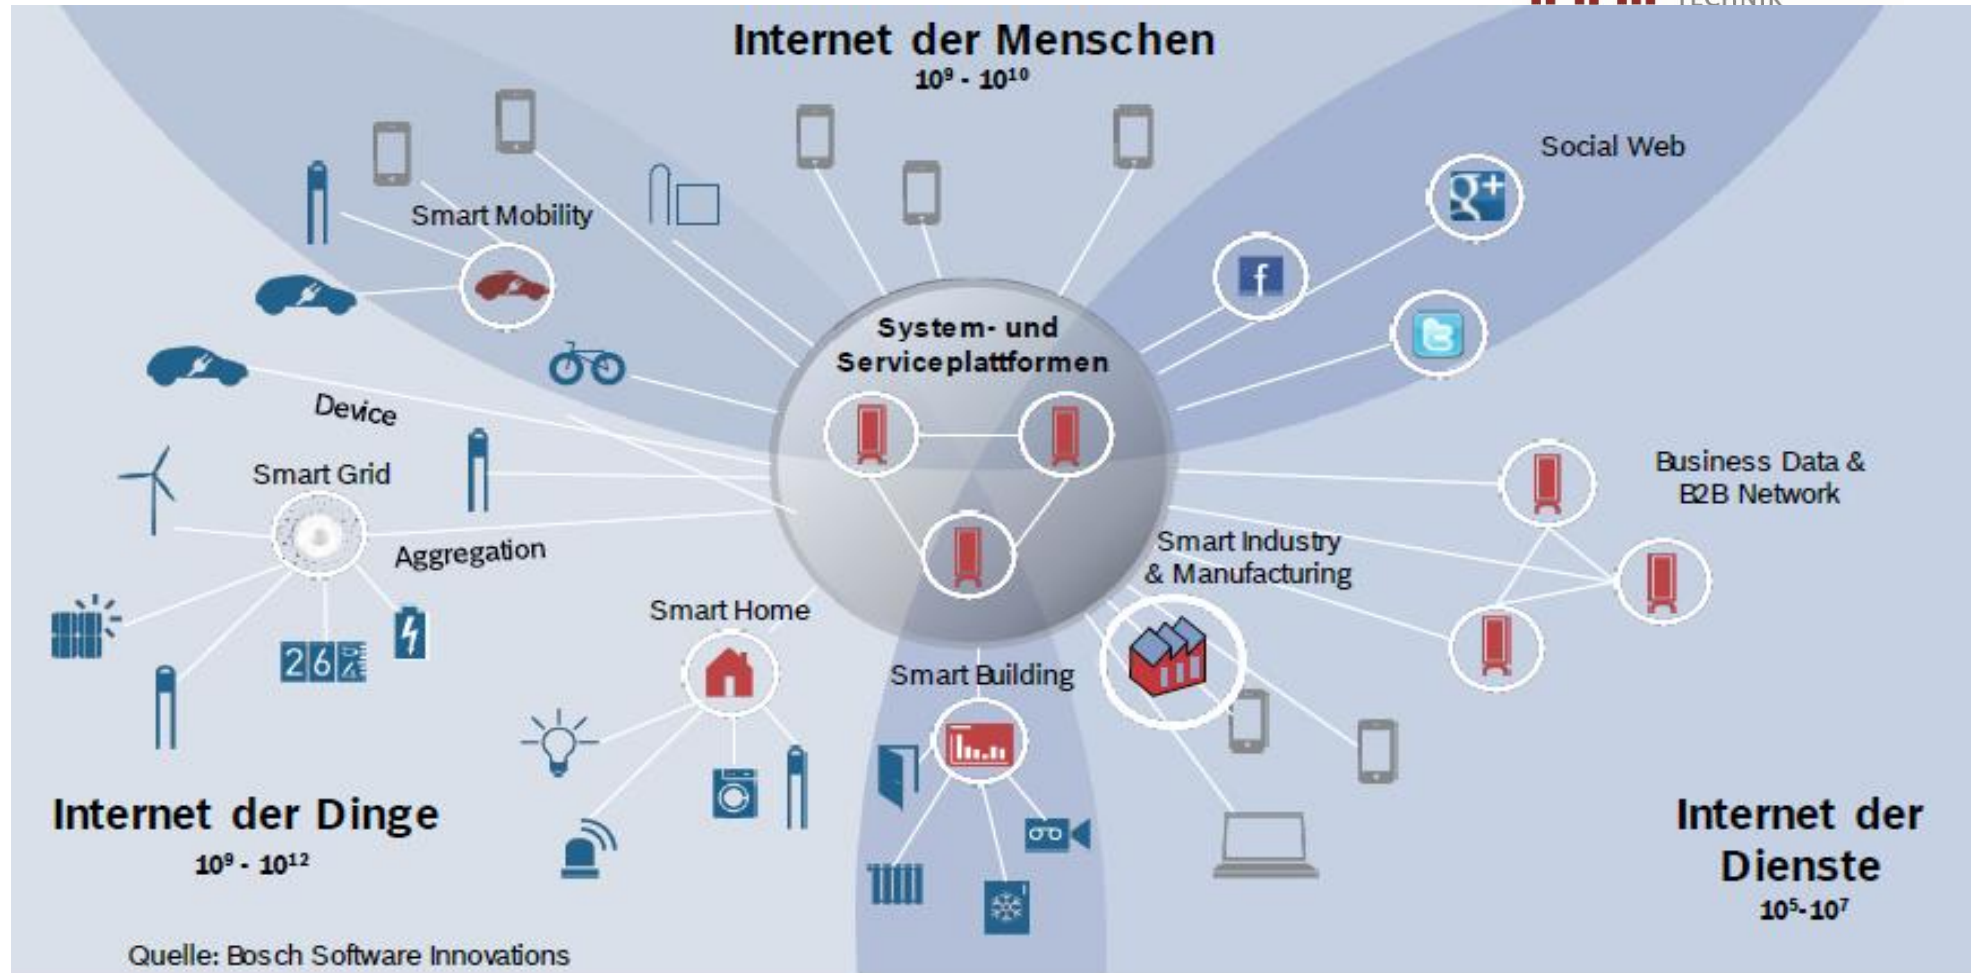 TECHNIK
Internet der Menschen
10⁹ - 10¹⁰
Social Web
g+
Smart Mobility
f
t
System- und
Serviceplattformen
Device
Smart Grid
Business Data &
B2B Network
Aggregation
Smart Industry
& Manufacturing
Smart Home
26
Smart Building
Internet der Dinge
10⁹ - 10¹²
Internet der
Dienste
10⁵-10⁷
Quelle: Bosch Software Innovations